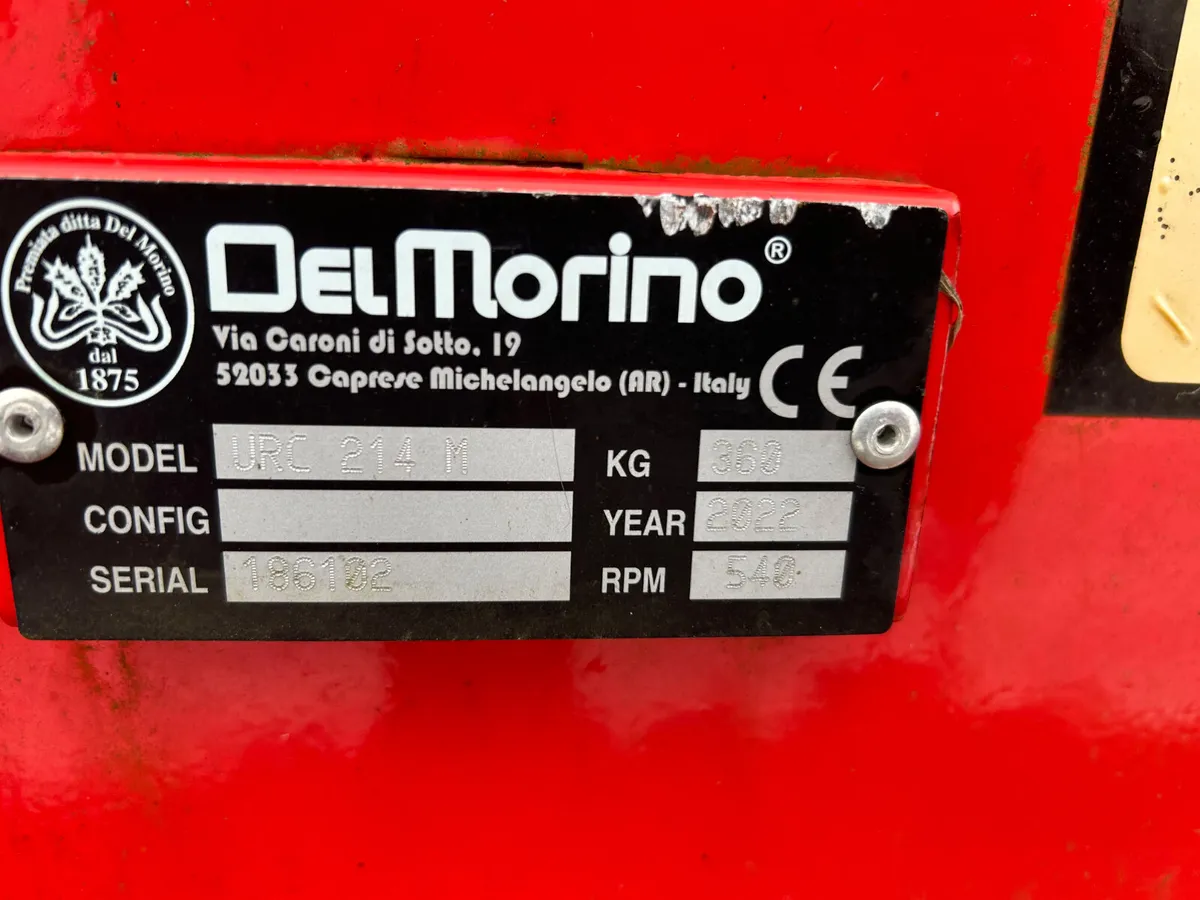 Premiata ditta Del Morino
dal
1875
DelMorino®
Via Caroni di Sotto, 19
52033 Caprese Michelangelo (AR) - Italy CE
MODEL URC 214 M KG 360
CONFIG YEAR 2022
SERIAL 186102 RPM 540